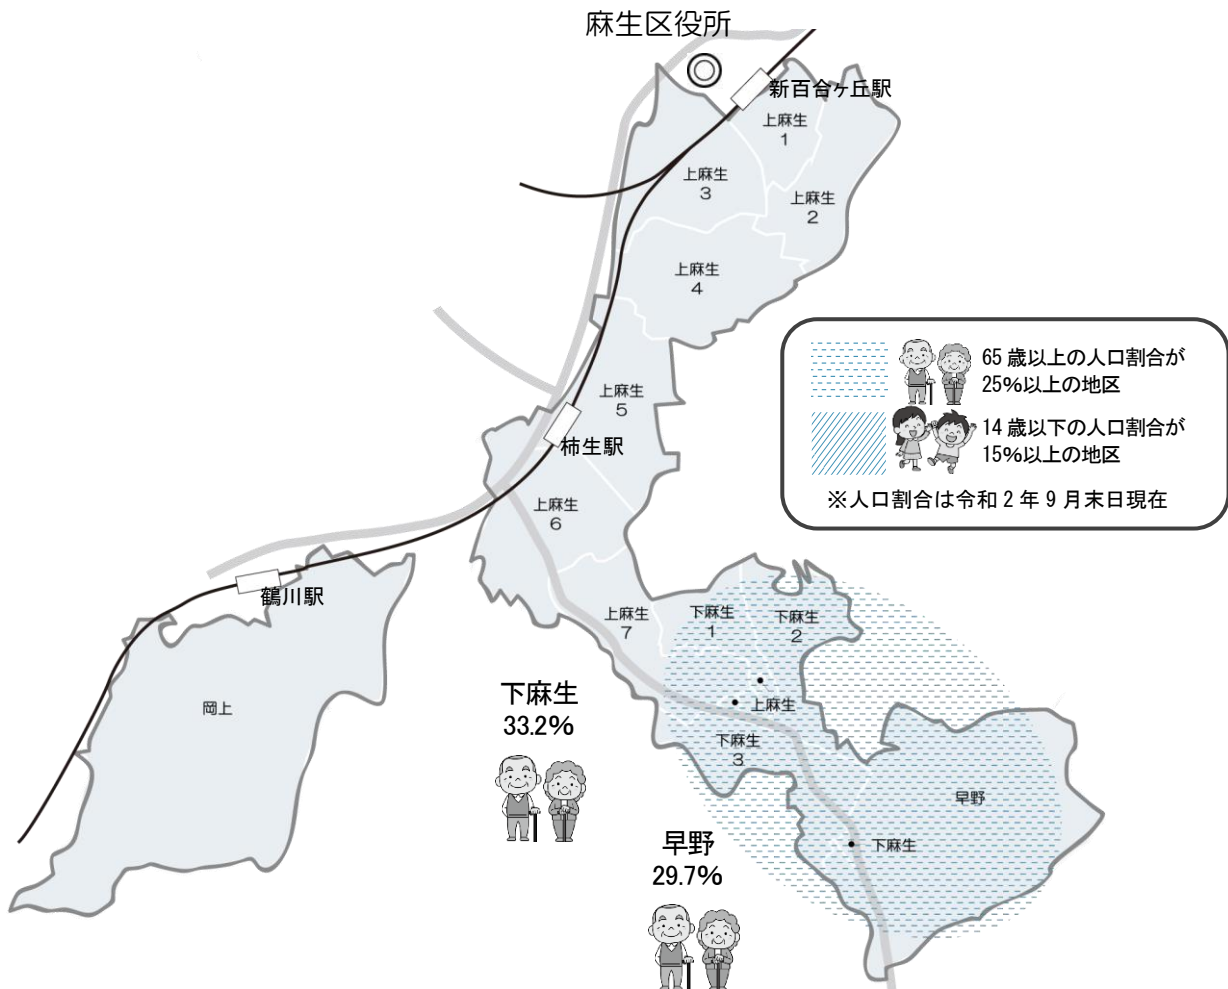 麻生区役所
新百合ヶ丘駅
上麻生
1
上麻生
3
上麻生
2
上麻生
4
65 歳以上の人口割合が
25%以上の地区
14 歳以下の人口割合が
15%以上の地区
※人口割合は令和 2 年 9 月末日現在
上麻生
5
柿生駅
上麻生
6
鶴川駅
上麻生
7
下麻生
1
下麻生
2
岡上
下麻生
33.2%
上麻生
下麻生
3
早野
下麻生
早野
29.7%